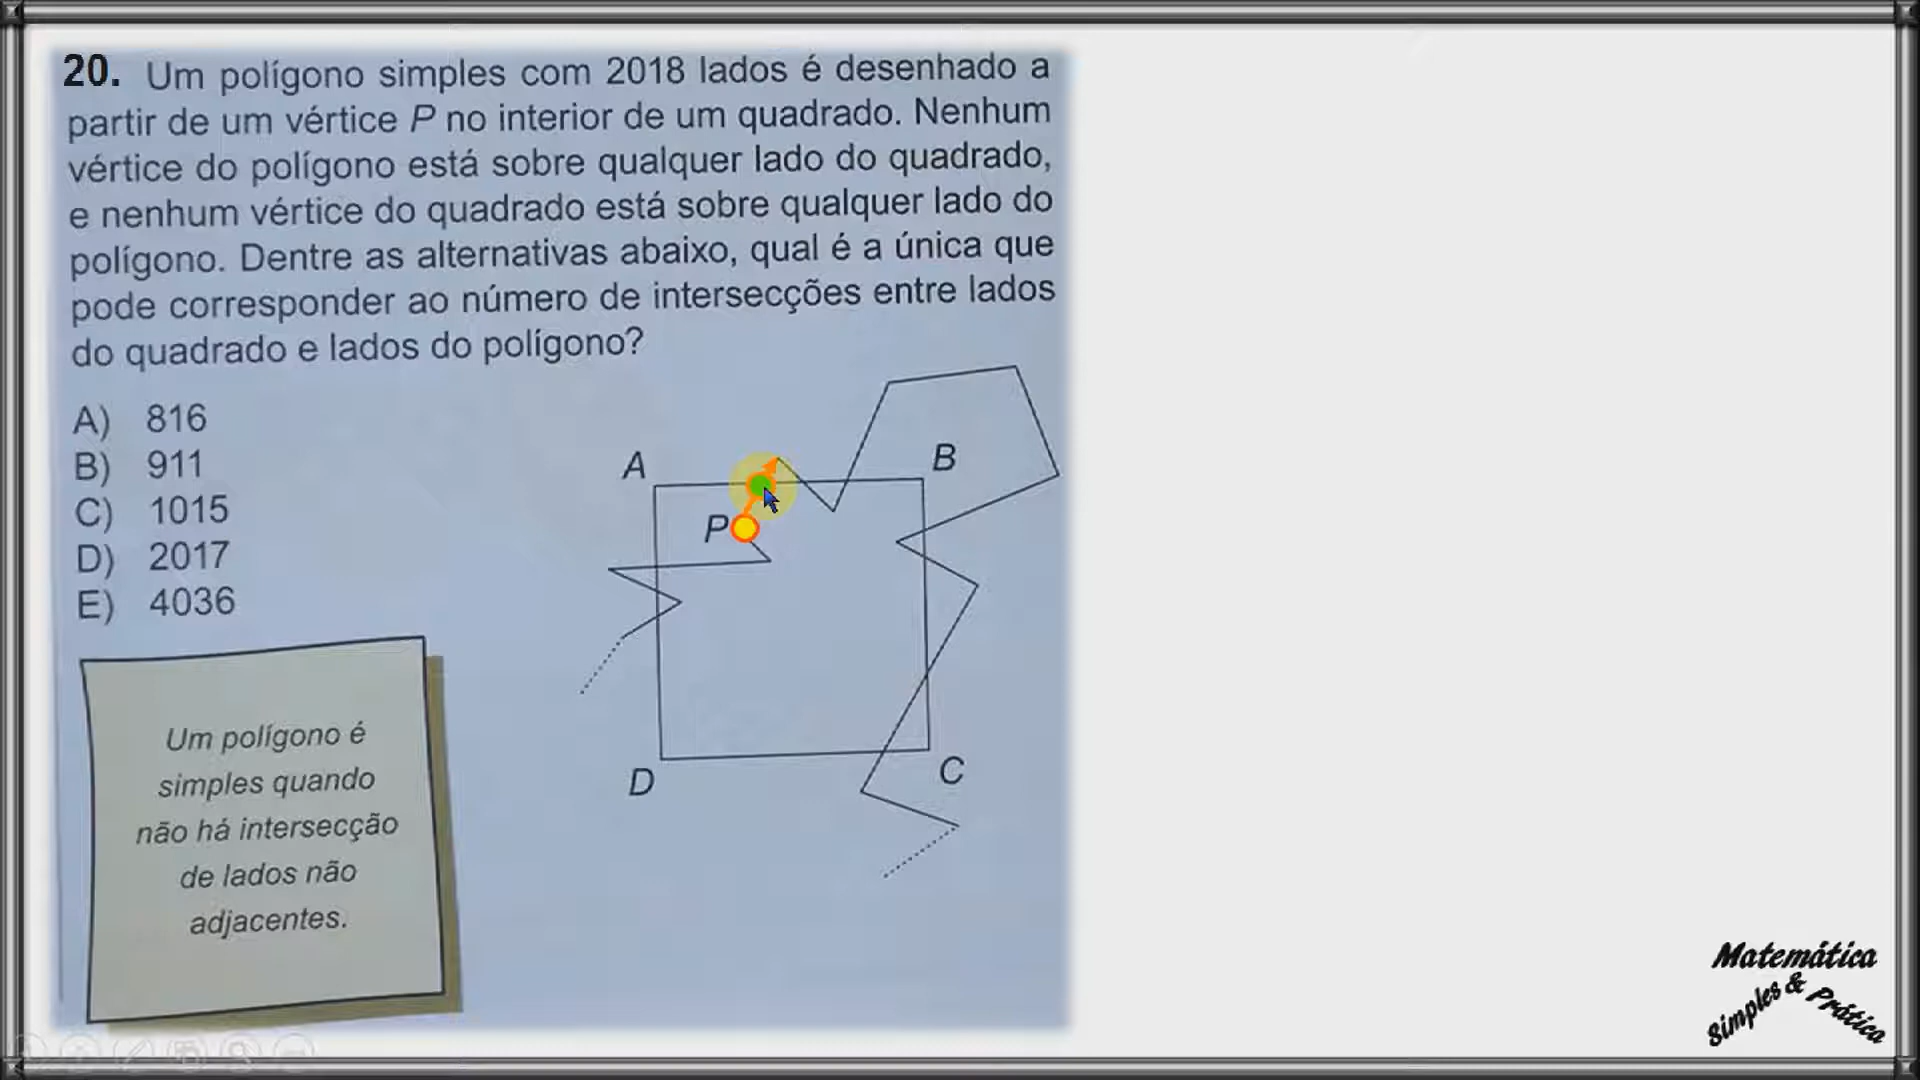 20. Um polígono simples com 2018 lados é desenhado a
partir de um vértice P no interior de um quadrado. Nenhum
vértice do polígono está sobre qualquer lado do quadrado,
e nenhum vértice do quadrado está sobre qualquer lado do
polígono. Dentre as alternativas abaixo, qual é a única que
pode corresponder ao número de intersecções entre lados
do quadrado e lados do polígono?
A) 816
B) 911
C) 1015
D) 2017
E) 4036
A
B
P
D
C
Um polígono é
simples quando
não há intersecção
de lados não
adjacentes.
Matemática
Simples & Prática